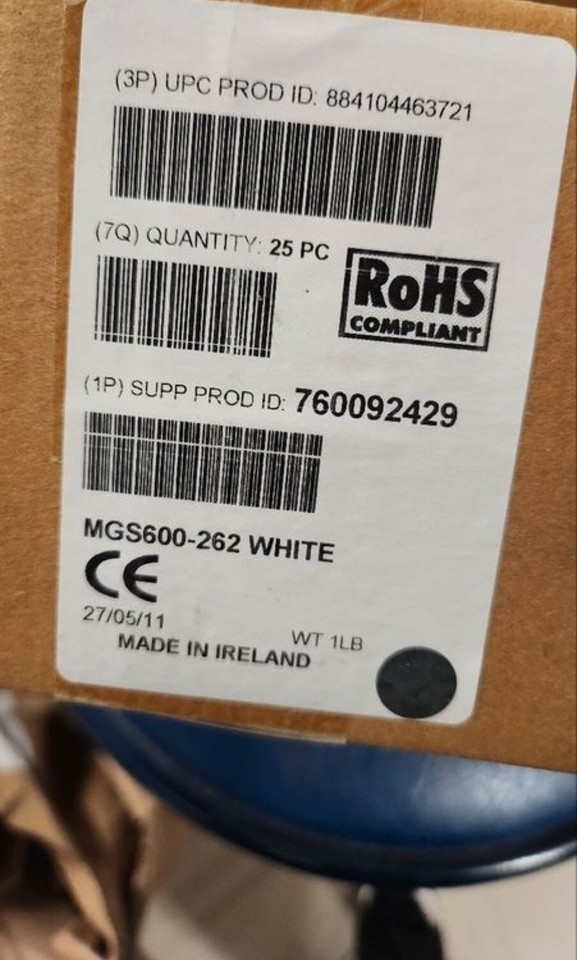 (3P) UPC PROD ID: 884104463721
(7Q) QUANTITY: 25 PC
RoHS
COMPLIANT
(1P) SUPP PROD ID: 760092429
MGS600-262 WHITE
CE
27/05/11
WT 1LB
MADE IN IRELAND